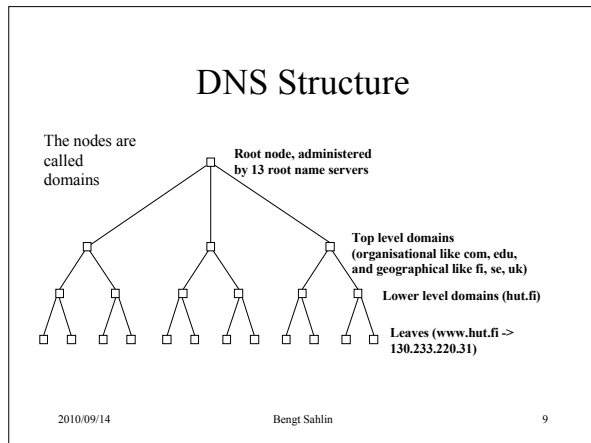 DNS Structure
The nodes are
called
domains
Root node, administered
by 13 root name servers
Top level domains
(organisational like com, edu,
and geographical like fi, se, uk)
Lower level domains (hut.fi)
Leaves (www.hut.fi ->
130.233.220.31)
2010/09/14
Bengt Sahlin
9